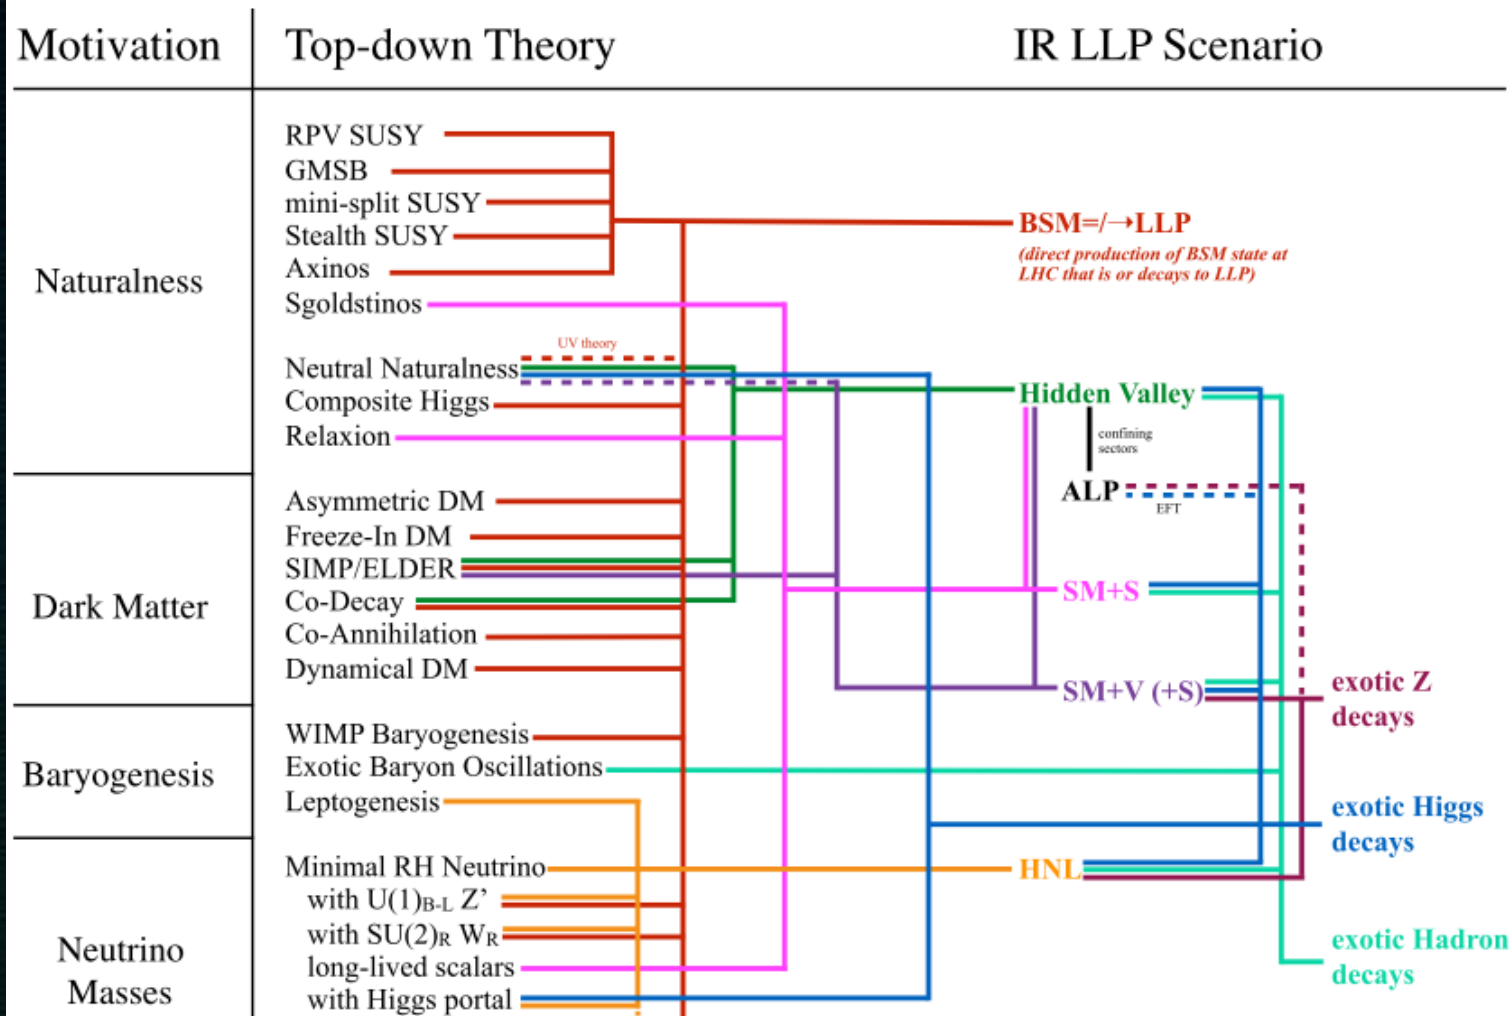 Motivation
Top-down Theory
IR LLP Scenario
Naturalness
RPV SUSY
GMSB
mini-split SUSY
Stealth SUSY
Axinos
Sgoldstinos
UV theory
Neutral Naturalness
Composite Higgs
Relaxion
Dark Matter
Asymmetric DM
Freeze-In DM
SIMP/ELDER
Co-Decay
Co-Annihilation
Dynamical DM
Baryogenesis
WIMP Baryogenesis
Exotic Baryon Oscillations
Leptogenesis
Neutrino
Masses
Minimal RH Neutrino
with U(1)B-L Z’
with SU(2)R WR
long-lived scalars
with Higgs portal
BSM=/→LLP
(direct production of BSM state at
LHC that is or decays to LLP)
Hidden Valley
confining
sectors
ALP
EFT
SM+S
SM+V (+S)
HNL
exotic Z
decays
exotic Higgs
decays
exotic Hadron
decays